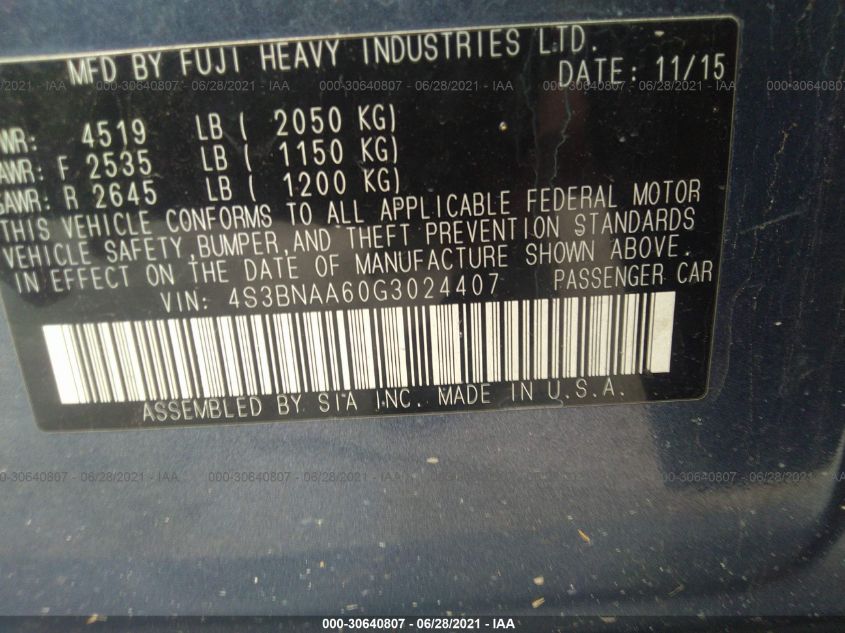 MFD BY FUJI HEAVY INDUSTRIES LTD.
DATE: 11/15
WR: 4519 LB ( 2050 KG)
AWR: F 2535 LB ( 1150 KG)
GAWR: R 2645 LB ( 1200 KG)
THIS VEHICLE CONFORMS TO ALL APPLICABLE FEDERAL MOTOR
VEHICLE SAFETY,BUMPER,AND THEFT PREVENTION STANDARDS
IN EFFECT ON THE DATE OF MANUFACTURE SHOWN ABOVE.
VIN: 4S3BNAA60G3024407 PASSENGER CAR
ASSEMBLED BY SIA INC. MADE IN U.S.A.
000-30640807 - 06/28/2021 - IAA